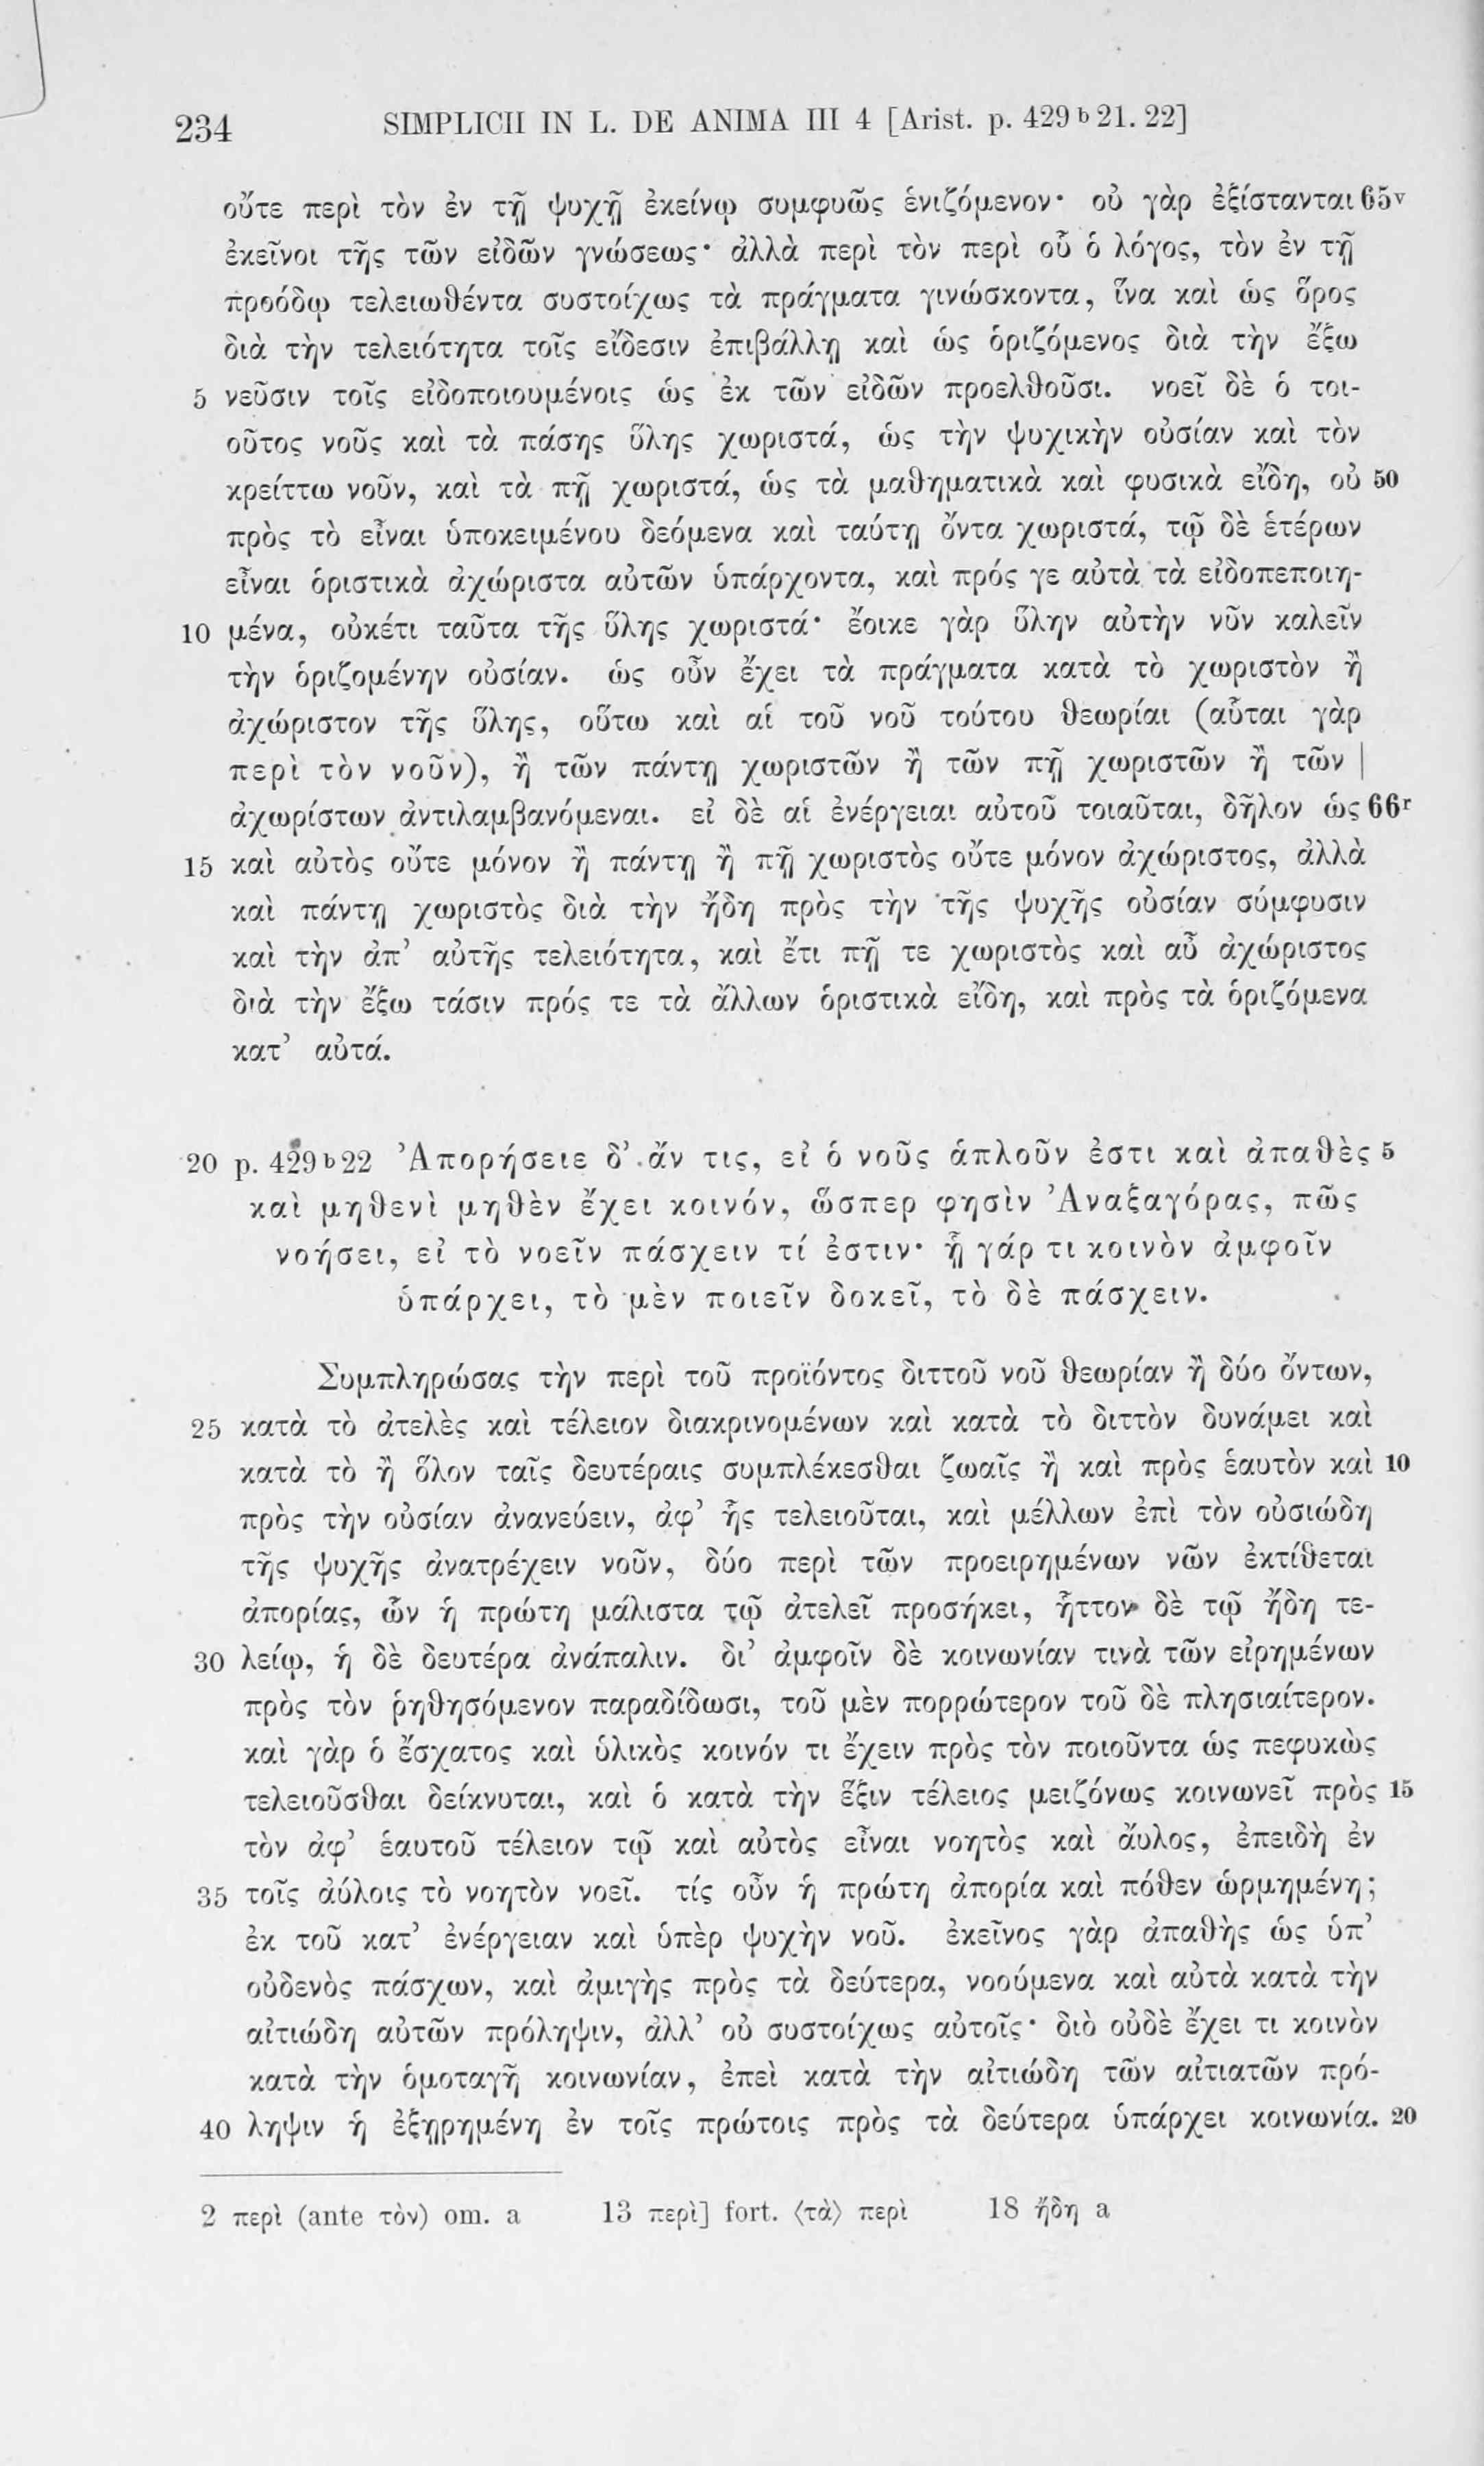 234 SIMPLICII IN L. DE ANIMA III 4 [Arist. p. 429 b 21. 22]
οὔτε περὶ τὸν ἐν τῇ ψυχῇ ἐκείνῳ συμφυῶς ἑνιζόμενον· οὐ γὰρ ἐξίστανται 65v
ἐκεῖνοι τῆς τῶν εἰδῶν γνώσεως· ἀλλὰ περὶ τὸν περὶ οὗ ὁ λόγος, τὸν ἐν τῇ
προόδῳ τελειωθέντα συστοίχως τὰ πράγματα γινώσκοντα, ἵνα καὶ ὡς ὅρος
διὰ τὴν τελειότητα τοῖς εἴδεσιν ἐπιβάλλῃ καὶ ὡς ὁριζόμενος διὰ τὴν ἔξω
5 νεῦσιν τοῖς εἰδοποιουμένοις ὡς ἐκ τῶν εἰδῶν προελθοῦσι. νοεῖ δὲ ὁ τοι-
οῦτος νοῦς καὶ τὰ πάσης ὕλης χωριστά, ὡς τὴν ψυχικὴν οὐσίαν καὶ τὸν
κρείττω νοῦν, καὶ τὰ πῇ χωριστά, ὡς τὰ μαθηματικὰ καὶ φυσικὰ εἴδη, οὐ 50
πρὸς τὸ εἶναι ὑποκειμένου δεόμενα καὶ ταύτῃ ὄντα χωριστά, τῷ δὲ ἑτέρων
εἶναι ὁριστικὰ ἀχώριστα αὐτῶν ὑπάρχοντα, καὶ πρός γε αὐτὰ τὰ εἰδοπεποιη-
10 μένα, οὐκέτι ταῦτα τῆς ὕλης χωριστά· ἔοικε γὰρ ὕλην αὐτὴν νῦν καλεῖν
τὴν ὁριζομένην οὐσίαν. ὡς οὖν ἔχει τὰ πράγματα κατὰ τὸ χωριστὸν ἢ
ἀχώριστον τῆς ὕλης, οὕτω καὶ αἱ τοῦ νοῦ τούτου θεωρίαι (αὗται γὰρ
περὶ τὸν νοῦν), ἢ τῶν πάντῃ χωριστῶν ἢ τῶν πῇ χωριστῶν ἢ τῶν |
ἀχωρίστων ἀντιλαμβανόμεναι. εἰ δὲ αἱ ἐνέργειαι αὐτοῦ τοιαῦται, δῆλον ὡς 66r
15 καὶ αὐτὸς οὔτε μόνον ἢ πάντῃ ἢ πῇ χωριστὸς οὔτε μόνον ἀχώριστος, ἀλλὰ
καὶ πάντῃ χωριστὸς διὰ τὴν ἤδη πρὸς τὴν τῆς ψυχῆς οὐσίαν σύμφυσιν
καὶ τὴν ἀπ’ αὐτῆς τελειότητα, καὶ ἔτι πῇ τε χωριστὸς καὶ αὖ ἀχώριστος
διὰ τὴν ἔξω τάσιν πρός τε τὰ ἄλλων ὁριστικὰ εἴδη, καὶ πρὸς τὰ ὁριζόμενα
κατ’ αὐτά.
20 p. 429 b 22 Ἀπορήσειε δ’ ἄν τις, εἰ ὁ νοῦς ἁπλοῦν ἐστι καὶ ἀπαθὲς 5
καὶ μηθενὶ μηθὲν ἔχει κοινόν, ὥσπερ φησὶν Ἀναξαγόρας, πῶς
νοήσει, εἰ τὸ νοεῖν πάσχειν τί ἐστιν· ᾗ γάρ τι κοινὸν ἀμφοῖν
ὑπάρχει, τὸ μὲν ποιεῖν δοκεῖ, τὸ δὲ πάσχειν.
Συμπληρώσας τὴν περὶ τοῦ προϊόντος διττοῦ νοῦ θεωρίαν ἢ δύο ὄντων,
25 κατὰ τὸ ἀτελὲς καὶ τέλειον διακρινομένων καὶ κατὰ τὸ διττὸν δυνάμει καὶ
κατὰ τὸ ἢ ὅλον ταῖς δευτέραις συμπλέκεσθαι ζωαῖς ἢ καὶ πρὸς ἑαυτὸν καὶ 10
πρὸς τὴν οὐσίαν ἀνανεύειν, ἀφ’ ἧς τελειοῦται, καὶ μέλλων ἐπὶ τὸν οὐσιώδη
τῆς ψυχῆς ἀνατρέχειν νοῦν, δύο περὶ τῶν προειρημένων νῶν ἐκτίθεται
ἀπορίας, ὧν ἡ πρώτη μάλιστα τῷ ἀτελεῖ προσήκει, ἧττον δὲ τῷ ἤδη τε-
30 λείῳ, ἡ δὲ δευτέρα ἀνάπαλιν. δι’ ἀμφοῖν δὲ κοινωνίαν τινὰ τῶν εἰρημένων
πρὸς τὸν ῥηθησόμενον παραδίδωσι, τοῦ μὲν πορρώτερον τοῦ δὲ πλησιαίτερον.
καὶ γὰρ ὁ ἔσχατος καὶ ὑλικὸς κοινόν τι ἔχειν πρὸς τὸν ποιοῦντα ὡς πεφυκὼς
τελειοῦσθαι δείκνυται, καὶ ὁ κατὰ τὴν ἕξιν τέλειος μειζόνως κοινωνεῖ πρὸς 15
τὸν ἀφ’ ἑαυτοῦ τέλειον τῷ καὶ αὐτὸς εἶναι νοητὸς καὶ ἄυλος, ἐπειδὴ ἐν
35 τοῖς ἀύλοις τὸ νοητὸν νοεῖ. τίς οὖν ἡ πρώτη ἀπορία καὶ πόθεν ὡρμημένη;
ἐκ τοῦ κατ’ ἐνέργειαν καὶ ὑπὲρ ψυχὴν νοῦ. ἐκεῖνος γὰρ ἀπαθὴς ὡς ὑπ’
οὐδενὸς πάσχων, καὶ ἀμιγὴς πρὸς τὰ δεύτερα, νοούμενα καὶ αὐτὰ κατὰ τὴν
αἰτιώδη αὐτῶν πρόληψιν, ἀλλ’ οὐ συστοίχως αὐτοῖς· διὸ οὐδὲ ἔχει τι κοινὸν
κατὰ τὴν ὁμοταγῆ κοινωνίαν, ἐπεὶ κατὰ τὴν αἰτιώδη τῶν αἰτιατῶν πρό-
40 ληψιν ἡ ἐξῃρημένη ἐν τοῖς πρώτοις πρὸς τὰ δεύτερα ὑπάρχει κοινωνία. 20
2 περὶ (ante τὸν) om. a 13 περὶ] fort. ⟨τὰ⟩ περὶ 18 ἤδη a